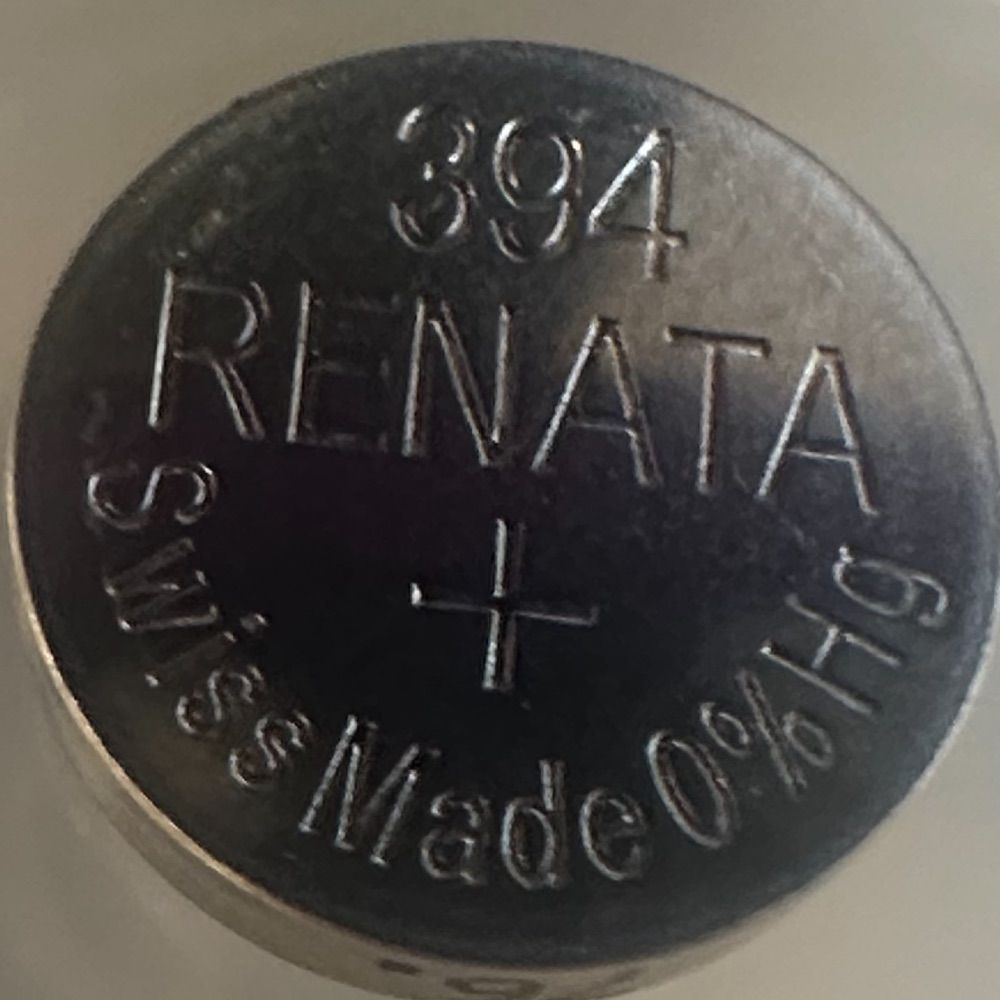 394
RENATA
+
Swiss Made 0% Hg